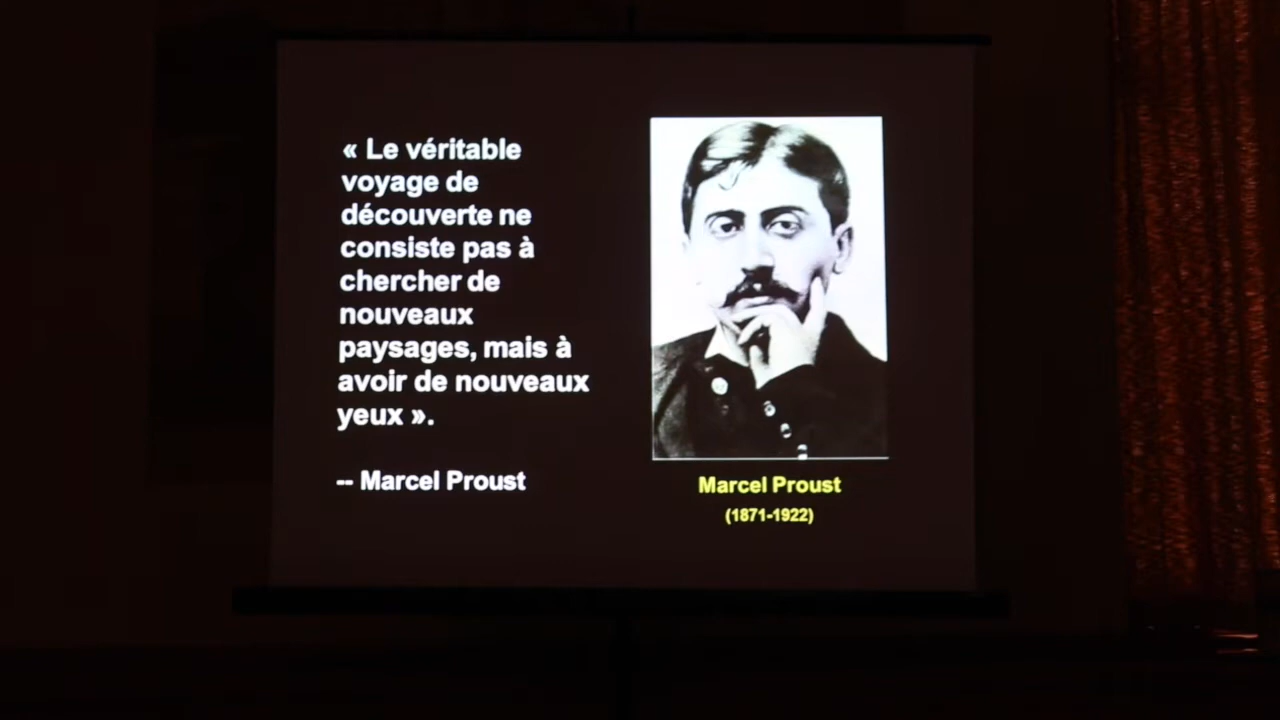 « Le véritable
voyage de
découverte ne
consiste pas à
chercher de
nouveaux
paysages, mais à
avoir de nouveaux
yeux ».
-- Marcel Proust
Marcel Proust
(1871-1922)